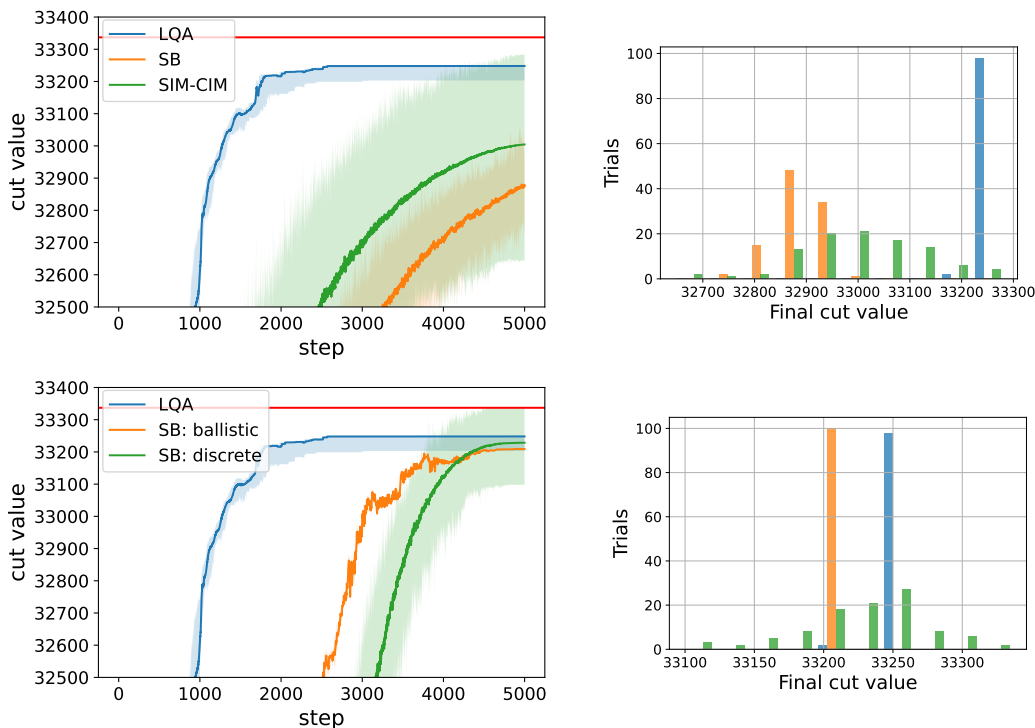 33400
33300
33200
33100
33000
32900
32800
32700
32600
32500
cut value
LQA
SB
SIM-CIM
0 1000 2000 3000 4000 5000
step
100
80
60
40
20
0
Trials
32700 32800 32900 33000 33100 33200 33300
Final cut value
33400
33300
33200
33100
33000
32900
32800
32700
32600
32500
cut value
LQA
SB: ballistic
SB: discrete
0 1000 2000 3000 4000 5000
step
100
80
60
40
20
0
Trials
33100 33150 33200 33250 33300
Final cut value